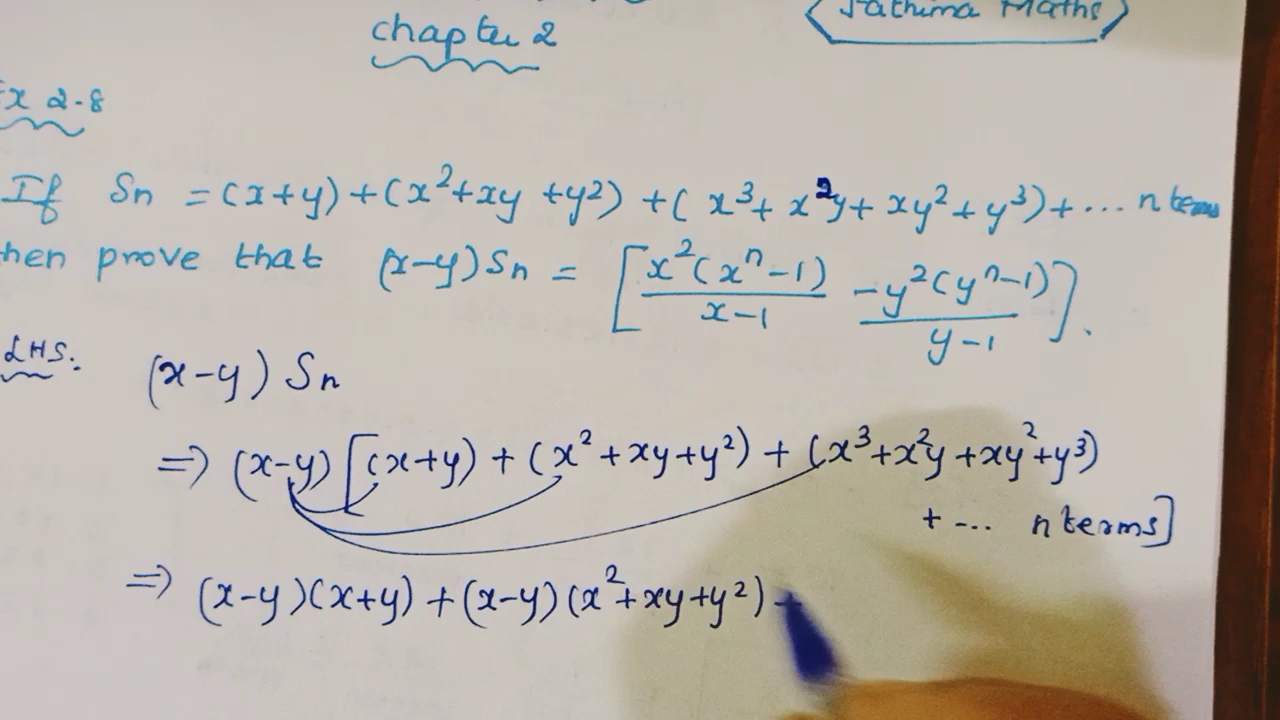 chapter 2
Fathima Maths
Ex 2-8
If Sn = (x+y) + (x²+xy+y²) + (x³+x²y+xy²+y³) + ... n terms
then prove that (x-y) Sn = [x²(xⁿ-1)/x-1 - y²(yⁿ-1)/y-1].
LHS. (x-y) Sn
⇒ (x-y) [(x+y) + (x²+xy+y²) + (x³+x²y+xy²+y³)
+ ... n terms]
⇒ (x-y)(x+y) + (x-y)(x²+xy+y²) +